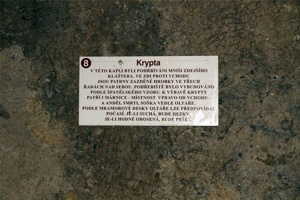 8 Krypta
V TÉTO KAPLI BYLI POHŘBÍVÁNI MNIŠI ZDEJŠÍHO
KLÁŠTERA. VE ZDI PROTI VCHODU
JSOU PATRNY ZAZDĚNÉ HROBKY VE TŘECH
ŘADÁCH NAD SEBOU. POHŘEBIŠTĚ BYLO VYBUDOVÁNO
PODLE ŠPANĚLSKÉHO VZORU. K VÝBAVĚ KRYPTY
PATŘÍ I MÁRNICE - MÍSTNOST VPRAVO OD VCHODU -
A ANDĚL SMRTI, SOŠKA VEDLE OLTÁŘE.
PODLE MRAMOROVÉ DESKY OLTÁŘE LZE PŘEDPOVÍDAT
POČASÍ. JE-LI SUCHÁ, BUDE HEZKY.
JE-LI HODNĚ OROSENÁ, BUDE PRŠET.